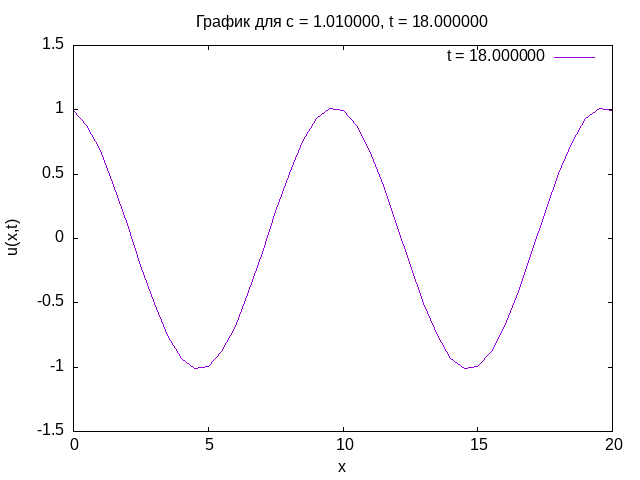 График для c = 1.010000, t = 18.000000
t = 18.000000
1.5
1
0.5
0
-0.5
-1
-1.5
u(x,t)
0 5 10 15 20
x